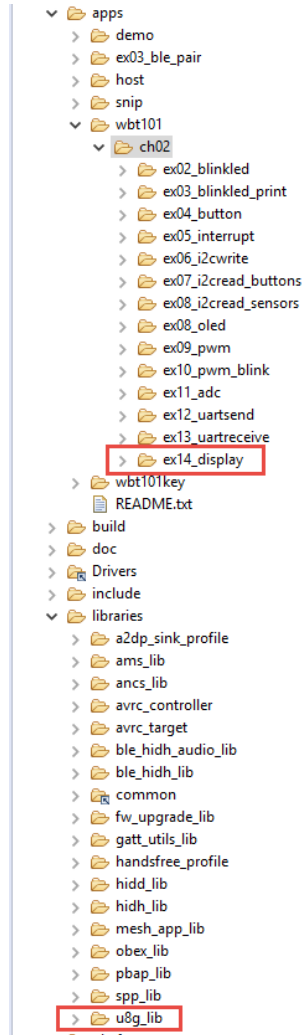 apps
demo
ex03_ble_pair
host
snip
wbt101
ch02
ex02_blinkled
ex03_blinkled_print
ex04_button
ex05_interrupt
ex06_i2cwrite
ex07_i2cread_buttons
ex08_i2cread_sensors
ex08_oled
ex09_pwm
ex10_pwm_blink
ex11_adc
ex12_uartsend
ex13_uartreceive
ex14_display
wbt101key
README.txt
build
doc
Drivers
include
libraries
a2dp_sink_profile
ams_lib
ancs_lib
avrc_controller
avrc_target
ble_hidh_audio_lib
ble_hidh_lib
common
fw_upgrade_lib
gatt_utils_lib
handsfree_profile
hidd_lib
hidh_lib
mesh_app_lib
obex_lib
pbap_lib
spp_lib
u8g_lib